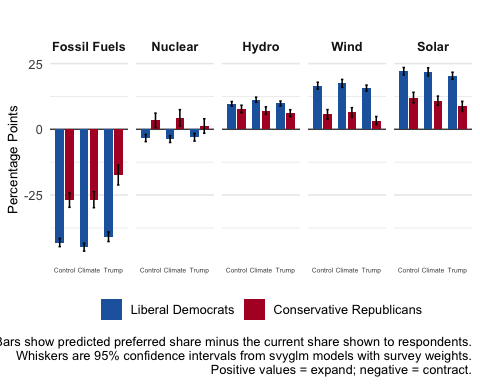 Fossil Fuels Nuclear Hydro Wind Solar
25
0
-25
Percentage Points
Control Climate Trump Control Climate Trump Control Climate Trump Control Climate Trump Control Climate Trump
Liberal Democrats Conservative Republicans
Bars show predicted preferred share minus the current share shown to respondents.
Whiskers are 95% confidence intervals from svyglm models with survey weights.
Positive values = expand; negative = contract.